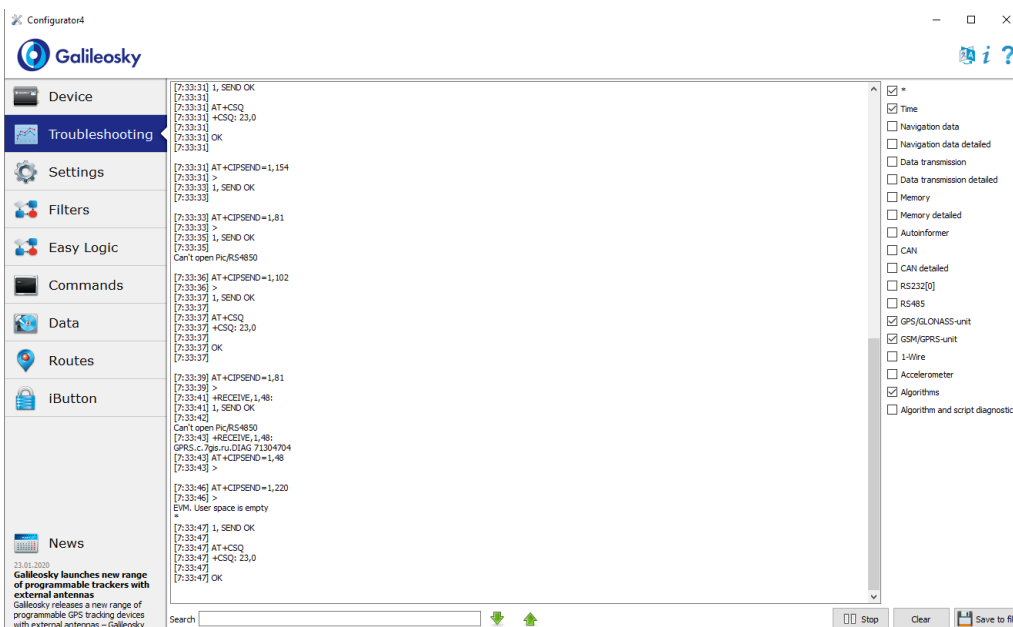 Configurator4
Galileosky
Device
Troubleshooting
Settings
Filters
Easy Logic
Commands
Data
Routes
iButton
News
23.01.2020
Galileosky launches new range
of programmable trackers with
external antennas
Galileosky releases a new range of
programmable GPS tracking devices
with external antennas – Galileosky
[7:33:31] 1, SEND OK
[7:33:31]
[7:33:31] AT+CSQ
[7:33:31] +CSQ: 23,0
[7:33:31]
[7:33:31] OK
[7:33:31]
[7:33:31] AT+CIPSEND=1,154
[7:33:31] >
[7:33:33] 1, SEND OK
[7:33:33]
[7:33:33] AT+CIPSEND=1,81
[7:33:33] >
[7:33:35] 1, SEND OK
[7:33:35]
Can't open Pic/RS4850
[7:33:36] AT+CIPSEND=1,102
[7:33:36] >
[7:33:37] 1, SEND OK
[7:33:37]
[7:33:37] AT+CSQ
[7:33:37] +CSQ: 23,0
[7:33:37]
[7:33:37] OK
[7:33:37]
[7:33:39] AT+CIPSEND=1,81
[7:33:39] >
[7:33:41] +RECEIVE,1,48:
[7:33:41] 1, SEND OK
[7:33:42]
Can't open Pic/RS4850
[7:33:43] +RECEIVE,1,48:
GPRS.c.7gis.ru.DIAG 71304704
[7:33:43] AT+CIPSEND=1,48
[7:33:43] >
[7:33:46] AT+CIPSEND=1,220
[7:33:46] >
EVM. User space is empty
*
[7:33:47] 1, SEND OK
[7:33:47]
[7:33:47] AT+CSQ
[7:33:47] +CSQ: 23,0
[7:33:47]
[7:33:47] OK
Search
Stop
Clear
Save to fil
*
Time
Navigation data
Navigation data detailed
Data transmission
Data transmission detailed
Memory
Memory detailed
Autoinformer
CAN
CAN detailed
RS232[0]
RS485
GPS/GLONASS-unit
GSM/GPRS-unit
1-Wire
Accelerometer
Algorithms
Algorithm and script diagnostic